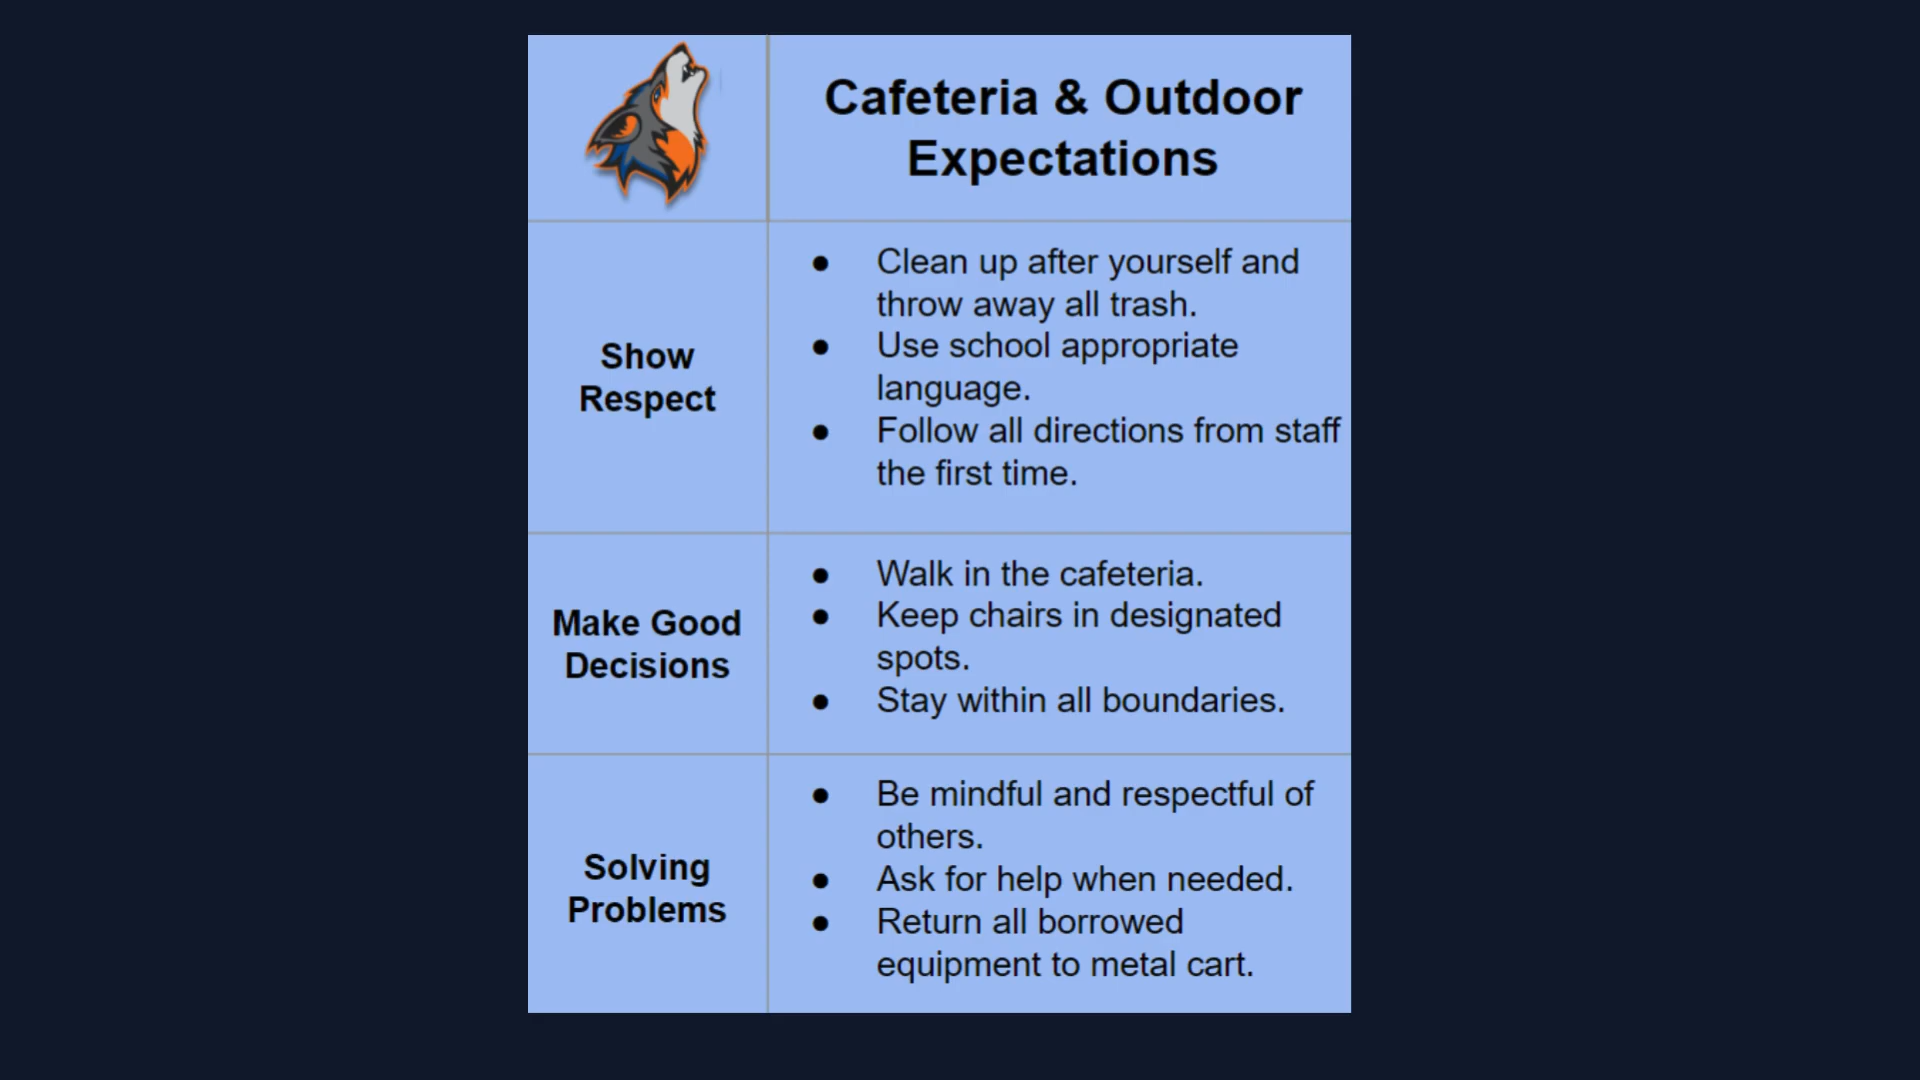 Cafeteria & Outdoor
Expectations
Show
Respect
● Clean up after yourself and
throw away all trash.
● Use school appropriate
language.
● Follow all directions from staff
the first time.
Make Good
Decisions
● Walk in the cafeteria.
● Keep chairs in designated
spots.
● Stay within all boundaries.
Solving
Problems
● Be mindful and respectful of
others.
● Ask for help when needed.
● Return all borrowed
equipment to metal cart.